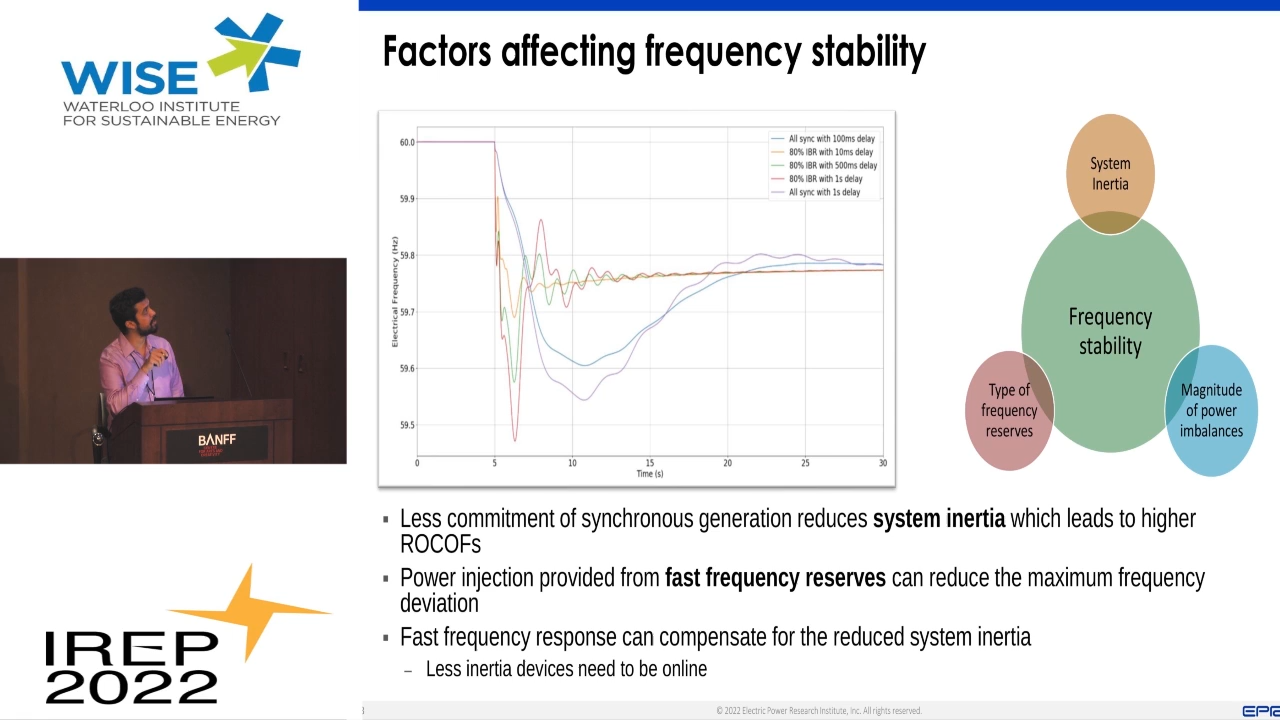 WISE
WATERLOO INSTITUTE
FOR SUSTAINABLE ENERGY
BANFF
IREP
2022
Factors affecting frequency stability
All sync with 100ms delay
80% IBR with 10ms delay
80% IBR with 500ms delay
80% IBR with 1s delay
All sync with 1s delay
Electrical Frequency (Hz)
60.0
59.9
59.8
59.7
59.6
59.5
0 5 10 15 20 25 30
Time (s)
System
Inertia
Frequency
stability
Type of
frequency
reserves
Magnitude
of power
imbalances
▪ Less commitment of synchronous generation reduces system inertia which leads to higher
ROCOFs
▪ Power injection provided from fast frequency reserves can reduce the maximum frequency
deviation
▪ Fast frequency response can compensate for the reduced system inertia
– Less inertia devices need to be online
© 2022 Electric Power Research Institute, Inc. All rights reserved.